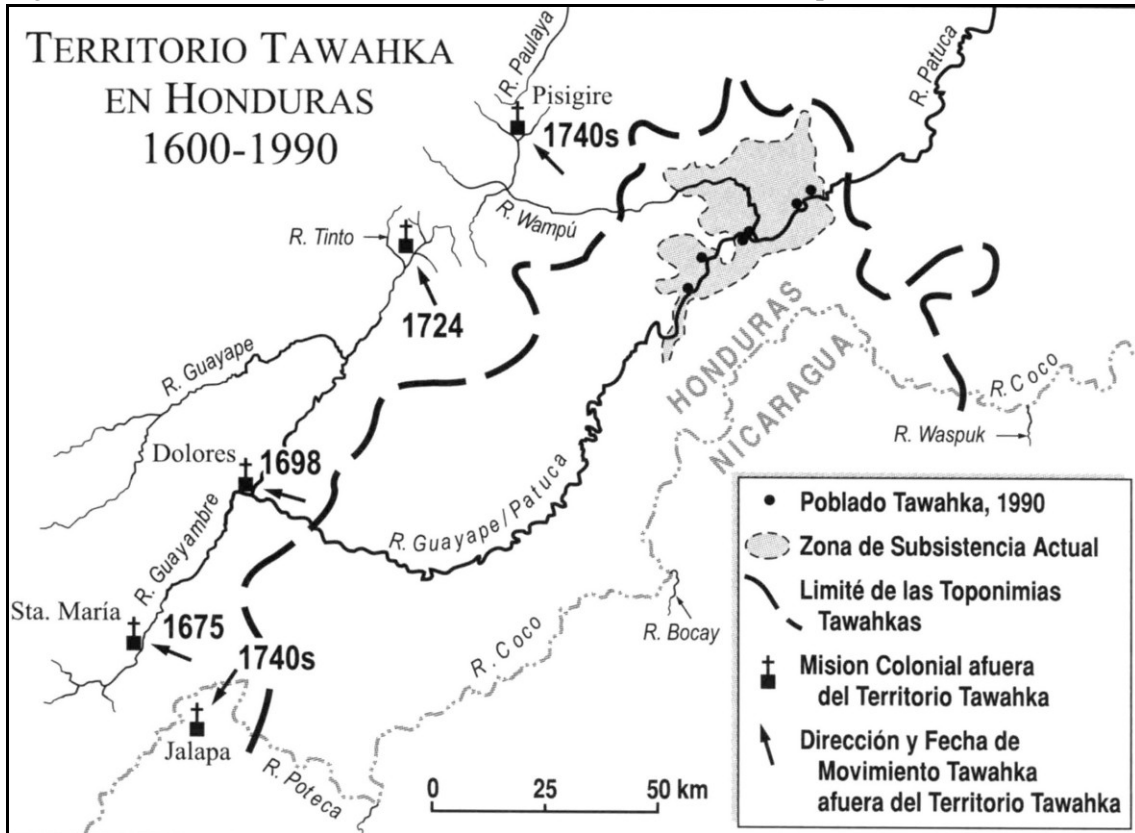 TERRITORIO TAWAHKA
EN HONDURAS
1600-1990
R. Paulaya
Pisigire
1740s
R. Patuca
R. Wampú
R. Tinto
1724
R. Guayape
HONDURAS
NICARAGUA
R. Coco
R. Waspuk
Dolores
1698
R. Guayambre
R. Guayape / Patuca
Sta. María
1675
1740s
R. Bocay
R. Coco
Jalapa
R. Poteca
0 25 50 km
Poblado Tawahka, 1990
Zona de Subsistencia Actual
Limité de las Toponimias
Tawahkas
Mision Colonial afuera
del Territorio Tawahka
Dirección y Fecha de
Movimiento Tawahka
afuera del Territorio Tawahka